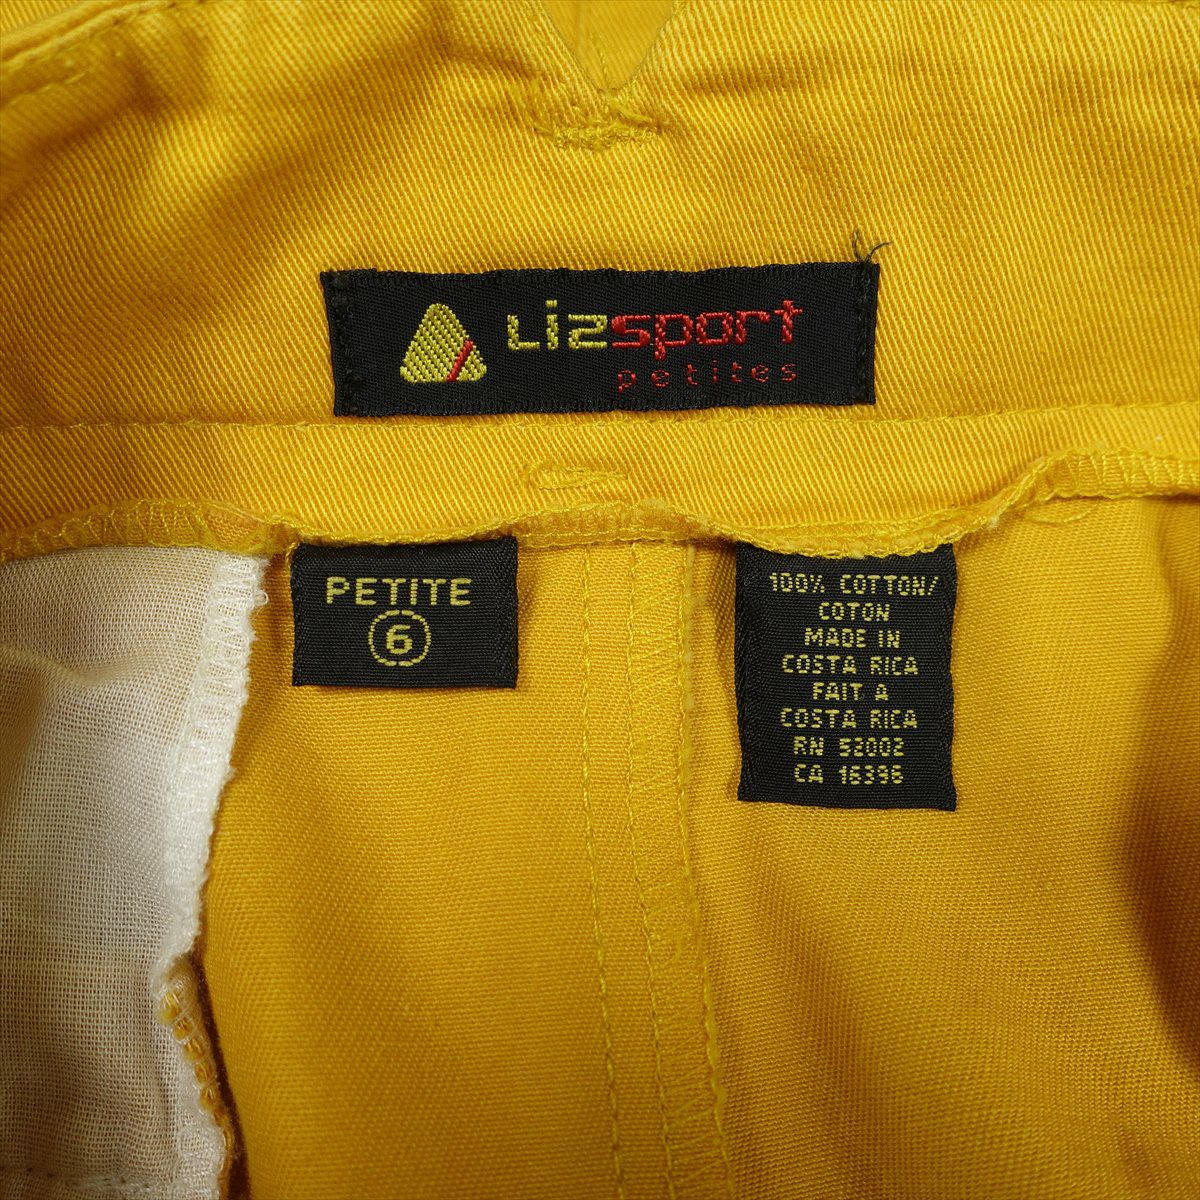 Lizsport
petites
PETITE
6
100% COTTON/
COTON
MADE IN
COSTA RICA
FAIT A
COSTA RICA
RN 52002
CA 16396